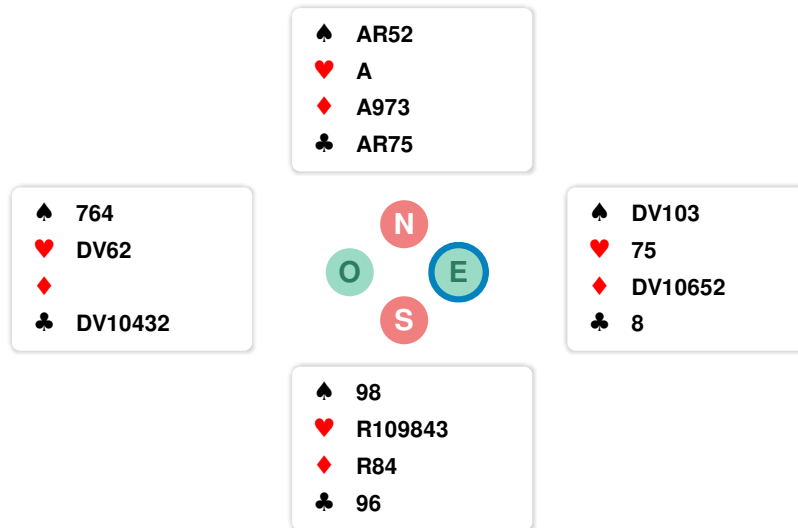 ♠ AR52
♥ A
♦ A973
♣ AR75
♠ 764
♥ DV62
♦
♣ DV10432
N
O
E
S
♠ DV103
♥ 75
♦ DV10652
♣ 8
♠ 98
♥ R109843
♦ R84
♣ 96